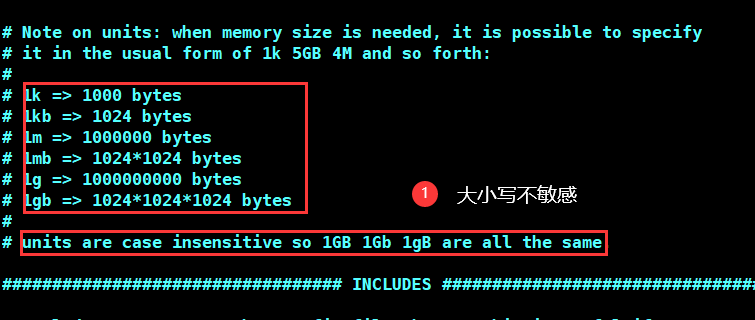 # Note on units: when memory size is needed, it is possible to specify
# it in the usual form of 1k 5GB 4M and so forth:
#
# 1k => 1000 bytes
# 1kb => 1024 bytes
# 1m => 1000000 bytes
# 1mb => 1024*1024 bytes
# 1g => 1000000000 bytes
# 1gb => 1024*1024*1024 bytes
1 大小写不敏感
#
# units are case insensitive so 1GB 1Gb 1gB are all the same.
################################## INCLUDES ###############################